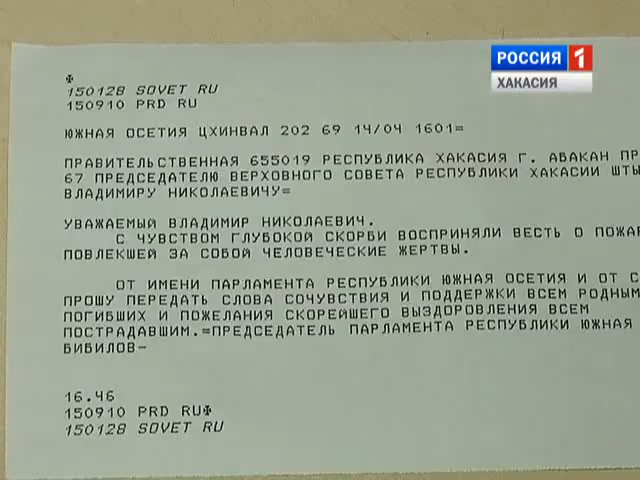 РОССИЯ 1
ХАКАСИЯ
✠
150128 SOVET RU
150910 PRD RU
ЮЖНАЯ ОСЕТИЯ ЦХИНВАЛ 202 69 14/04 1601=
ПРАВИТЕЛЬСТВЕННАЯ 655019 РЕСПУБЛИКА ХАКАСИЯ Г. АБАКАН ПР
67 ПРЕДСЕДАТЕЛЮ ВЕРХОВНОГО СОВЕТА РЕСПУБЛИКИ ХАКАСИИ ШТЫ
ВЛАДИМИРУ НИКОЛАЕВИЧУ=
УВАЖАЕМЫЙ ВЛАДИМИР НИКОЛАЕВИЧ.
С ЧУВСТВОМ ГЛУБОКОЙ СКОРБИ ВОСПРИНЯЛИ ВЕСТЬ О ПОЖАР
ПОВЛЕКШЕЙ ЗА СОБОЙ ЧЕЛОВЕЧЕСКИЕ ЖЕРТВЫ.
ОТ ИМЕНИ ПАРЛАМЕНТА РЕСПУБЛИКИ ЮЖНАЯ ОСЕТИЯ И ОТ С
ПРОШУ ПЕРЕДАТЬ СЛОВА СОЧУВСТВИЯ И ПОДДЕРЖКИ ВСЕМ РОДНЫМ
ПОГИБШИХ И ПОЖЕЛАНИЯ СКОРЕЙШЕГО ВЫЗДОРОВЛЕНИЯ ВСЕМ
ПОСТРАДАВШИМ.=ПРЕДСЕДАТЕЛЬ ПАРЛАМЕНТА РЕСПУБЛИКИ ЮЖНАЯ
БИБИЛОВ-
16.46
150910 PRD RU✠
150128 SOVET RU